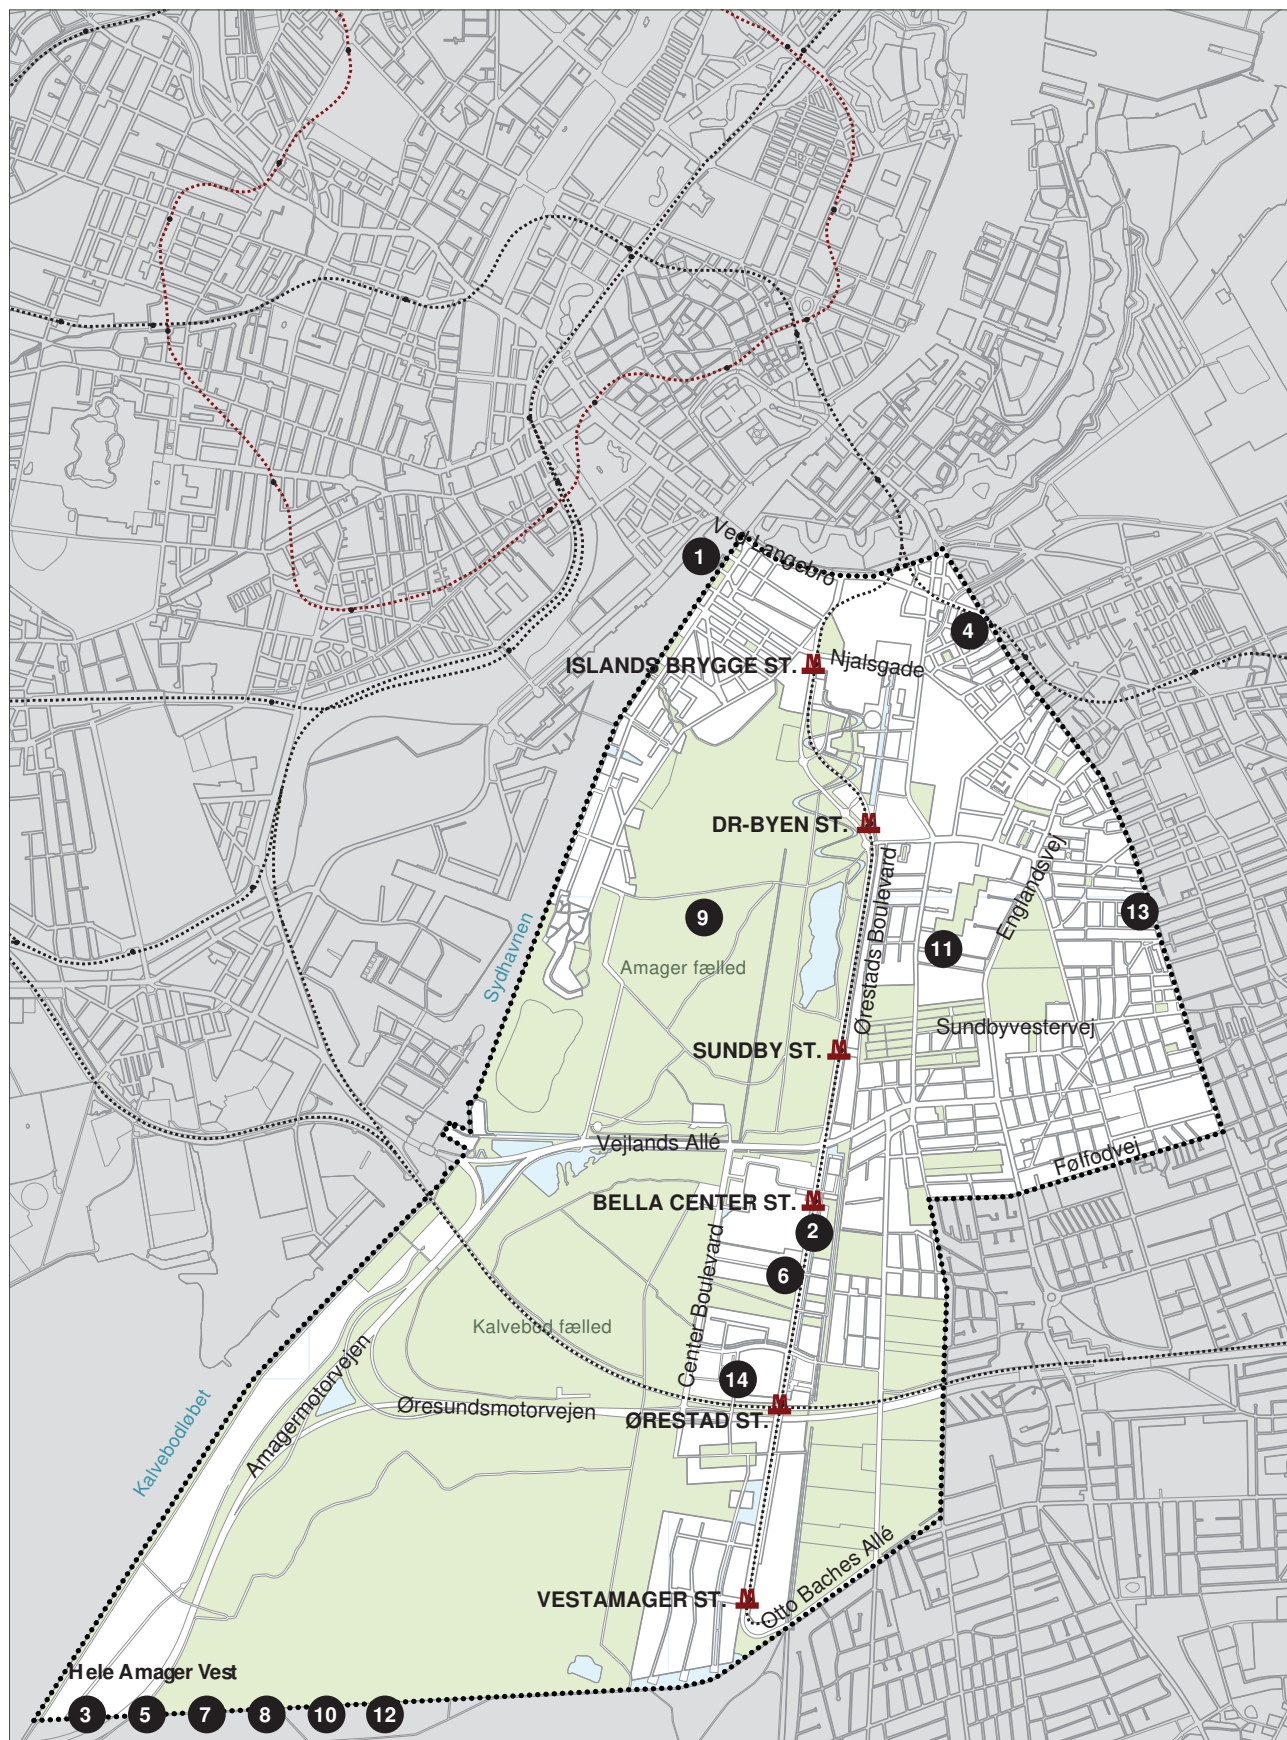 Ved Langebro
1
4
ISLANDS BRYGGE ST.
Njalsgade
DR-BYEN ST.
Ørestads Boulevard
Englandsvej
9
13
11
Sydhavnen
Amager fælled
Sundbyvestervej
SUNDBY ST.
Vejlands Allé
Følfodvej
BELLA CENTER ST.
2
6
Center Boulevard
Kalvebod fælled
14
Amagermotorvejen
Øresundsmotorvejen
ØRESTAD ST.
Kalvebodløbet
VESTAMAGER ST.
Otto Baches Allé
Hele Amager Vest
3 5 7 8 10 12